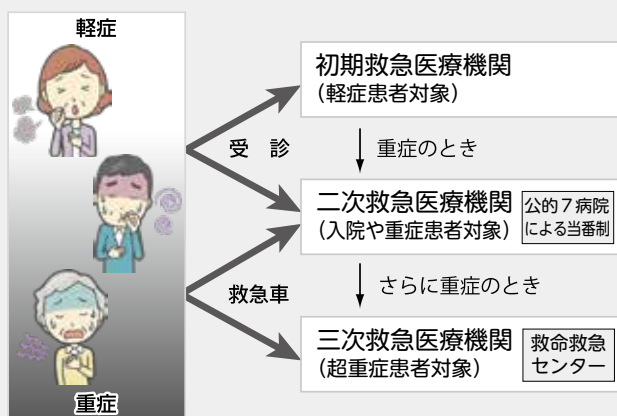 軽症
初期救急医療機関
(軽症患者対象)
受　診
重症のとき
二次救急医療機関
(入院や重症患者対象)
公的7病院
による当番制
救急車
さらに重症のとき
三次救急医療機関
(超重症患者対象)
救命救急
センター
重症